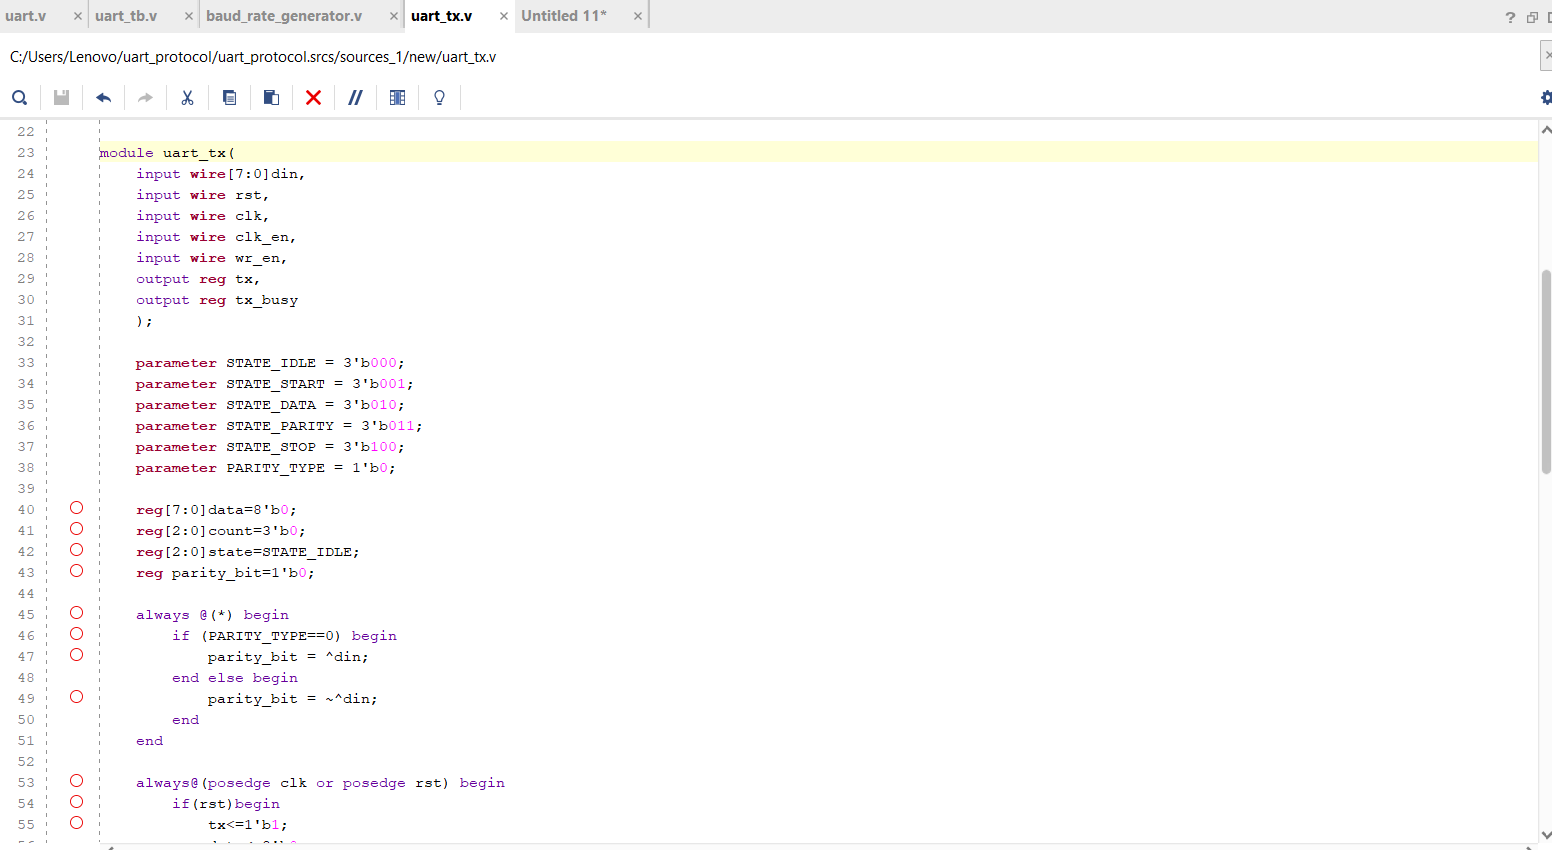 uart.v × uart_tb.v × baud_rate_generator.v × uart_tx.v × Untitled 11* ×
?
C:/Users/Lenovo/uart_protocol/uart_protocol.srcs/sources_1/new/uart_tx.v
22
23 module uart_tx(
24 input wire[7:0]din,
25 input wire rst,
26 input wire clk,
27 input wire clk_en,
28 input wire wr_en,
29 output reg tx,
30 output reg tx_busy
31 );
32
33 parameter STATE_IDLE = 3'b000;
34 parameter STATE_START = 3'b001;
35 parameter STATE_DATA = 3'b010;
36 parameter STATE_PARITY = 3'b011;
37 parameter STATE_STOP = 3'b100;
38 parameter PARITY_TYPE = 1'b0;
39
40 reg[7:0]data=8'b0;
41 reg[2:0]count=3'b0;
42 reg[2:0]state=STATE_IDLE;
43 reg parity_bit=1'b0;
44
45 always @(*) begin
46 if (PARITY_TYPE==0) begin
47 parity_bit = ^din;
48 end else begin
49 parity_bit = ~^din;
50 end
51 end
52
53 always@(posedge clk or posedge rst) begin
54 if(rst)begin
55 tx<=1'b1;